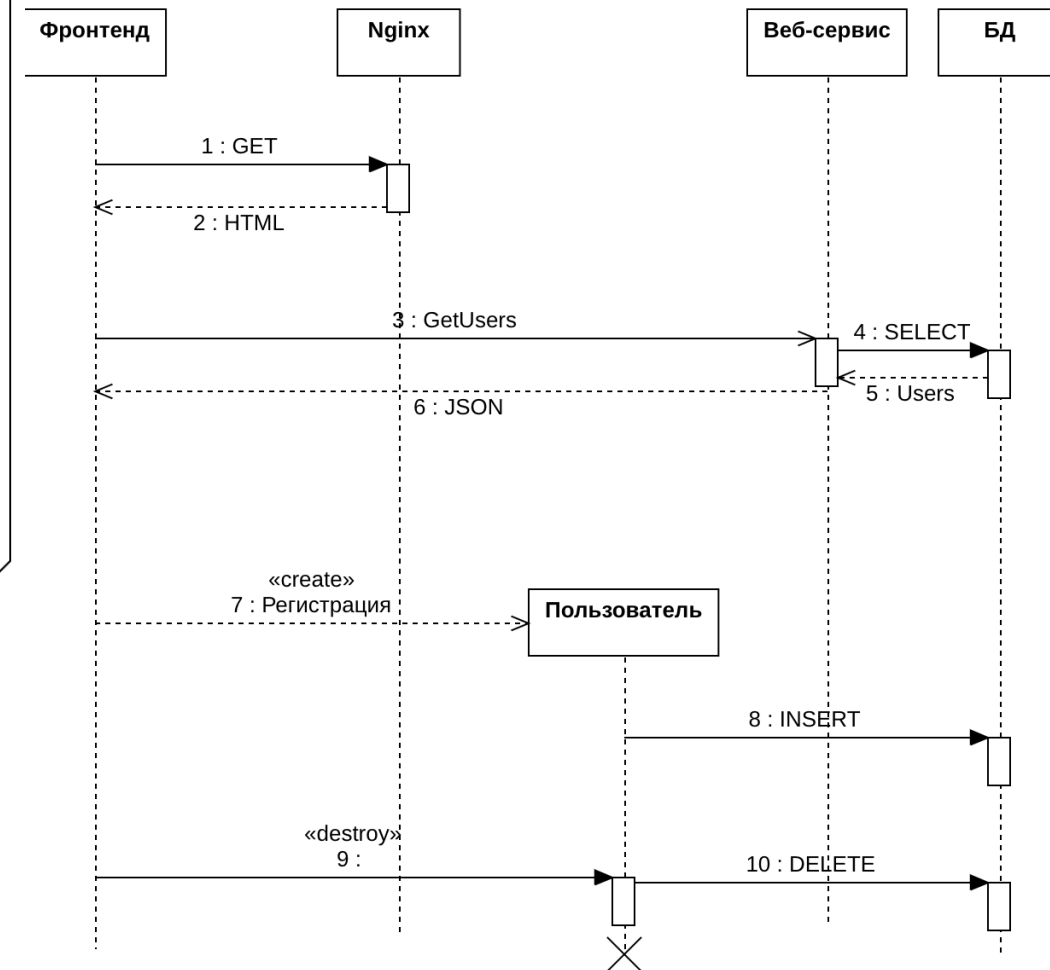 Фронтенд
Nginx
Веб-сервис
БД
1 : GET
2 : HTML
3 : GetUsers
4 : SELECT
5 : Users
6 : JSON
«create»
7 : Регистрация
Пользователь
8 : INSERT
«destroy»
9 :
10 : DELETE